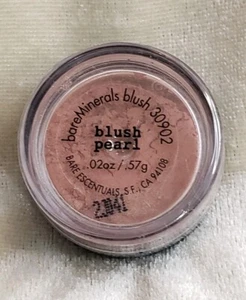 bareMinerals blush 30902
blush
pearl
.02oz/.57g
BARE ESCENTUALS, S.F., CA 94108